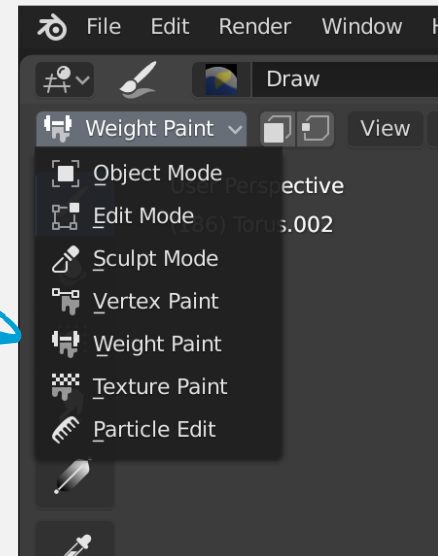 File Edit Render Window
Draw
Weight Paint View
Object Mode
User Perspective
Edit Mode
(186) Torus.002
Sculpt Mode
Vertex Paint
Weight Paint
Texture Paint
Particle Edit